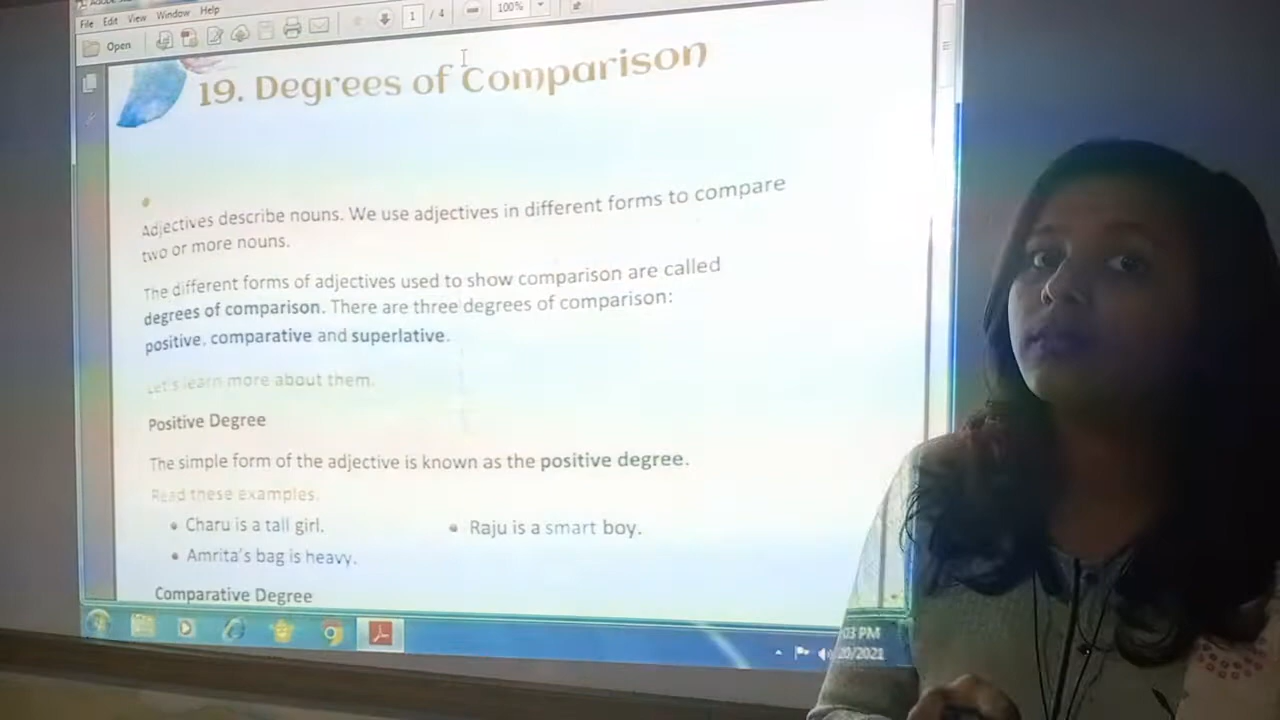 File Edit View Window Help
Open
1 / 4
100%
19. Degrees of Comparison
Adjectives describe nouns. We use adjectives in different forms to compare
two or more nouns.
The different forms of adjectives used to show comparison are called
degrees of comparison. There are three degrees of comparison:
positive, comparative and superlative.
Let's learn more about them.
Positive Degree
The simple form of the adjective is known as the positive degree.
Read these examples.
• Charu is a tall girl.
• Raju is a smart boy.
• Amrita's bag is heavy.
Comparative Degree
03 PM
20/2021